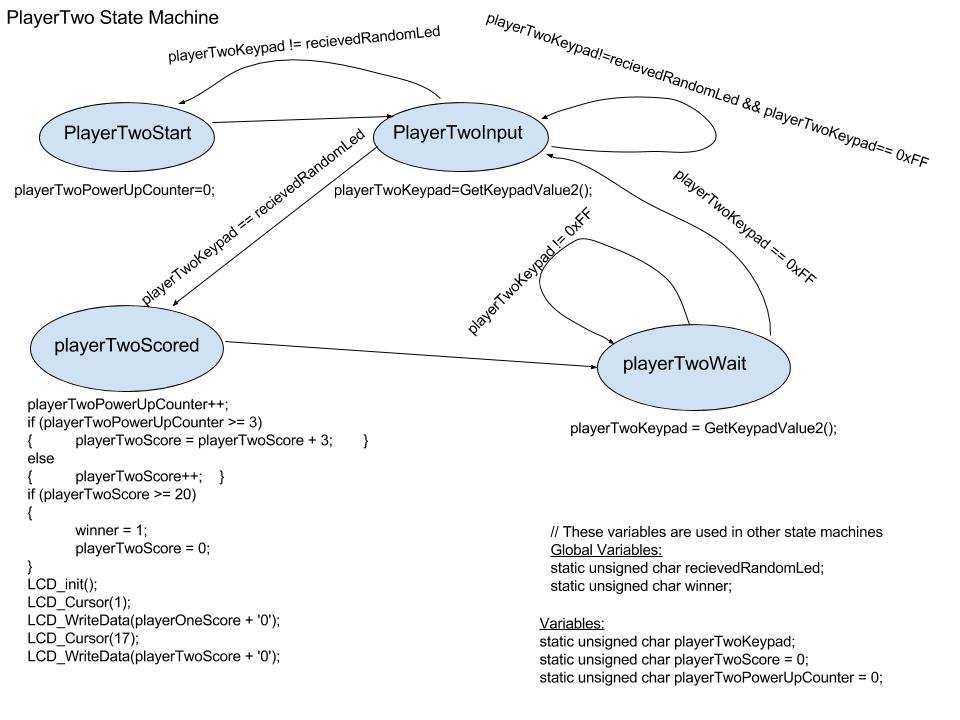 PlayerTwo State Machine
playerTwoKeypad != recievedRandomLed
playerTwoKeypad!=recievedRandomLed && playerTwoKeypad== 0xFF
PlayerTwoStart
PlayerTwoInput
playerTwoPowerUpCounter=0;
playerTwoKeypad=GetKeypadValue2();
playerTwoKeypad == recievedRandomLed
playerTwoKeypad != 0xFF
playerTwoKeypad == 0xFF
playerTwoScored
playerTwoWait
playerTwoKeypad = GetKeypadValue2();
playerTwoPowerUpCounter++;
if (playerTwoPowerUpCounter >= 3)
{ playerTwoScore = playerTwoScore + 3; }
else
{ playerTwoScore++; }
if (playerTwoScore >= 20)
{
winner = 1;
playerTwoScore = 0;
}
LCD_init();
LCD_Cursor(1);
LCD_WriteData(playerOneScore + '0');
LCD_Cursor(17);
LCD_WriteData(playerTwoScore + '0');
// These variables are used in other state machines
Global Variables:
static unsigned char recievedRandomLed;
static unsigned char winner;
Variables:
static unsigned char playerTwoKeypad;
static unsigned char playerTwoScore = 0;
static unsigned char playerTwoPowerUpCounter = 0;